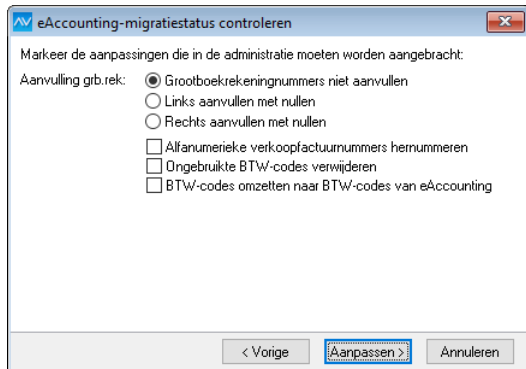 eAccounting-migratiestatus controleren
Markeer de aanpassingen die in de administratie moeten worden aangebracht:
Aanvulling grb.rek: Grootboekrekeningnummers niet aanvullen
Links aanvullen met nullen
Rechts aanvullen met nullen
Alfanumerieke verkoopfactuurnummers hernummeren
Ongebruikte BTW-codes verwijderen
BTW-codes omzetten naar BTW-codes van eAccounting
< Vorige Aanpassen > Annuleren